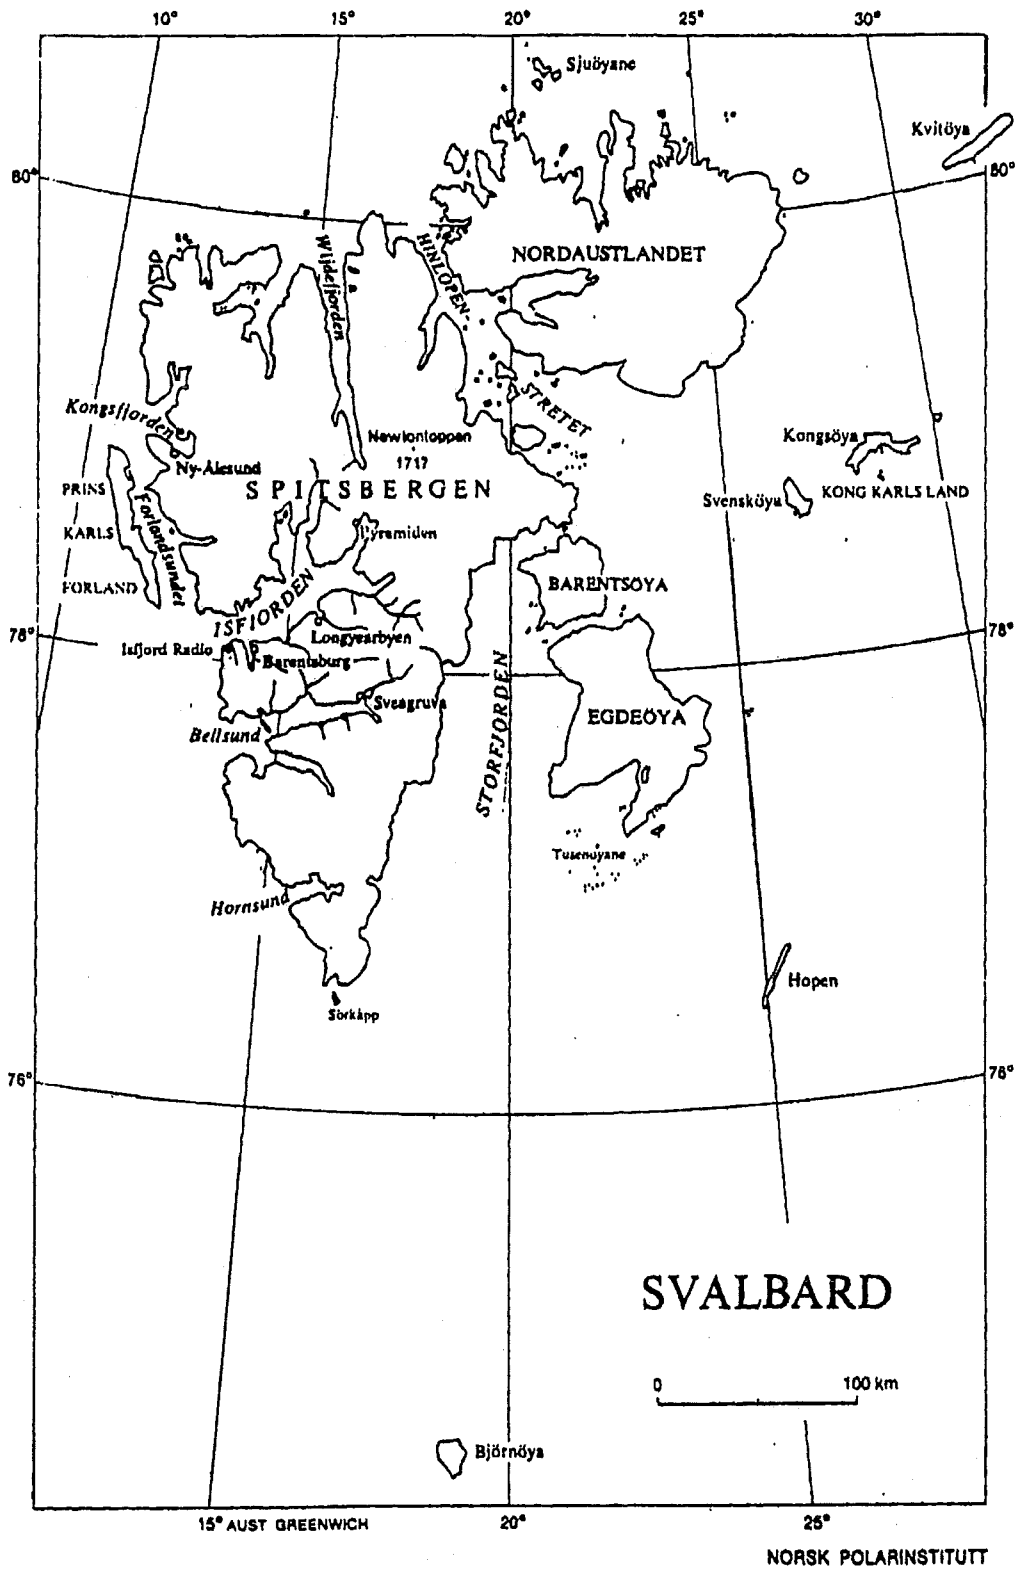 10° 15° 20° 25° 30°
Sjuöyane
Kvitöya
80° 80°
NORDAUSTLANDET
Wijdefjorden
HINLOPEN-
STRETET
Kongsfjorden
Ny-Ålesund
Newtontoppen
1717
Kongsöya
SPITSBERGEN
Svensköya
KONG KARLS LAND
PRINS
KARLS
FORLAND
Forlandsundet
Pyramiden
BARENTSÖYA
ISFJORDEN
78° 78°
Longyearbyen
Isfjord Radio
Barentsburg
Sveagruva
STORFJORDEN
EGDEÖYA
Bellsund
Tusenöyane
Hornsund
Hopen
Sörkapp
76° 76°
SVALBARD
0 100 km
Björnöya
15° AUST GREENWICH 20° 25°
NORSK POLARINSTITUTT